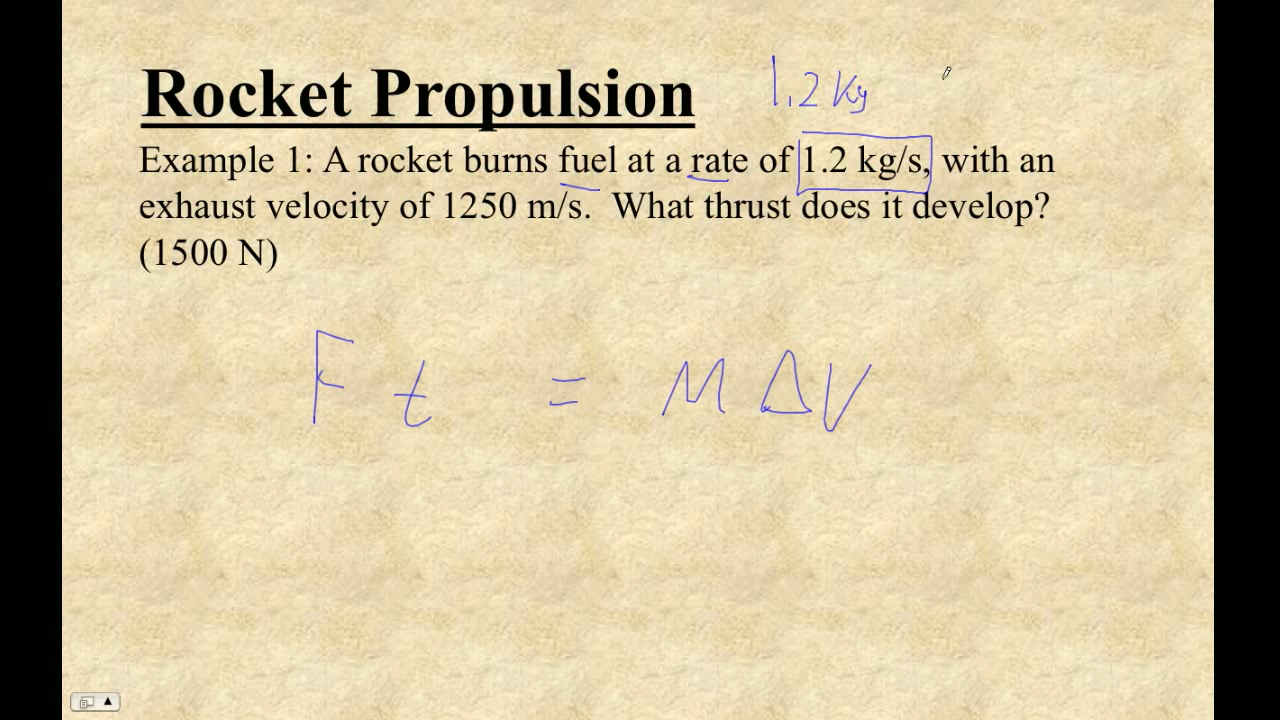 Rocket Propulsion 1.2 Kg
Example 1: A rocket burns fuel at a rate of 1.2 kg/s, with an
exhaust velocity of 1250 m/s. What thrust does it develop?
(1500 N)
F t = M Δ V